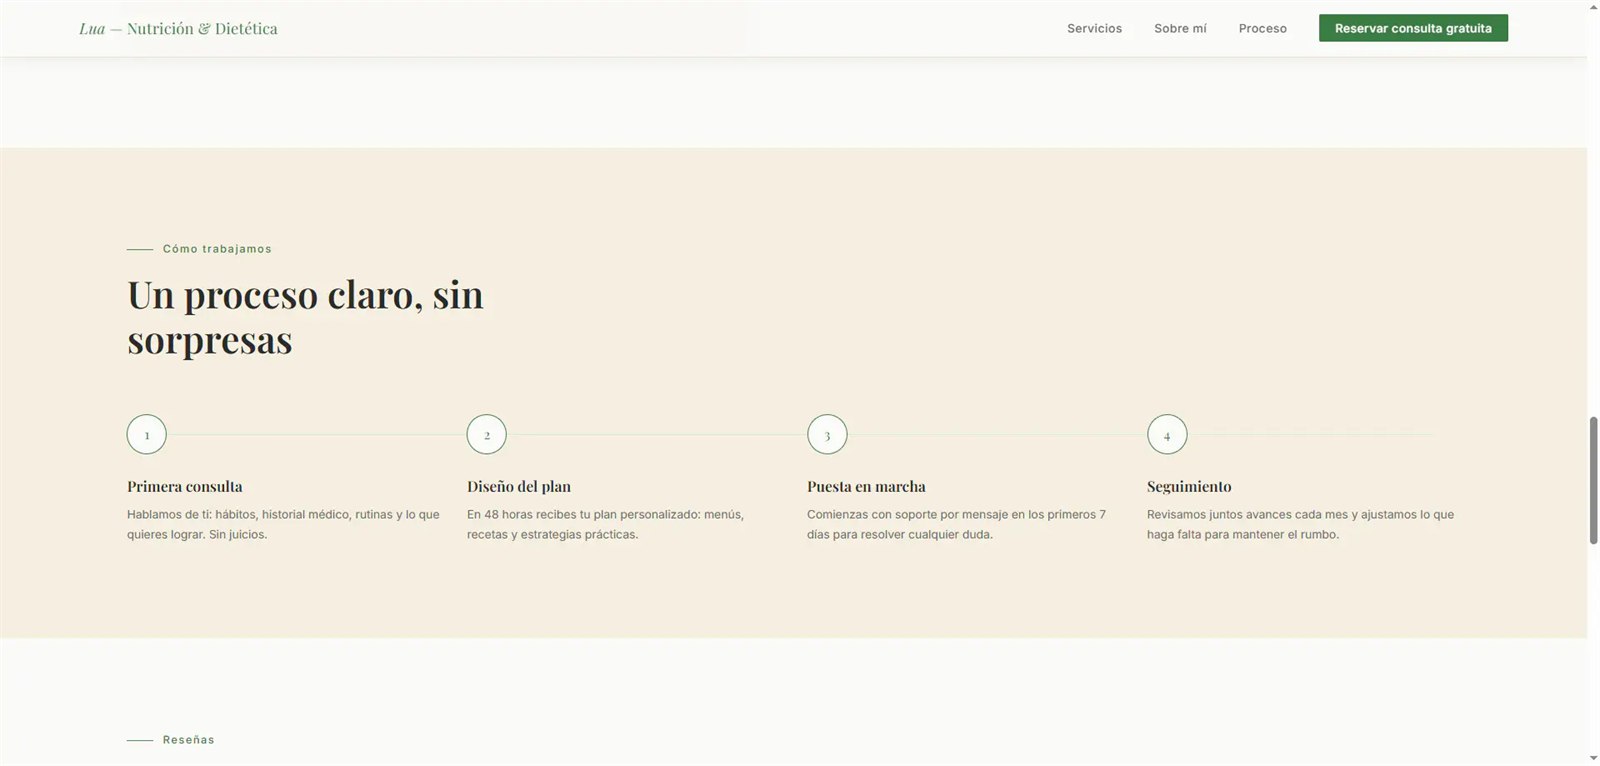 Lua — Nutrición & Dietética
Servicios
Sobre mí
Proceso
Reservar consulta gratuita
Cómo trabajamos
Un proceso claro, sin
sorpresas
1
2
3
4
Primera consulta
Hablamos de ti: hábitos, historial médico, rutinas y lo que
quieres lograr. Sin juicios.
Diseño del plan
En 48 horas recibes tu plan personalizado: menús,
recetas y estrategias prácticas.
Puesta en marcha
Comienzas con soporte por mensaje en los primeros 7
días para resolver cualquier duda.
Seguimiento
Revisamos juntos avances cada mes y ajustamos lo que
haga falta para mantener el rumbo.
Reseñas